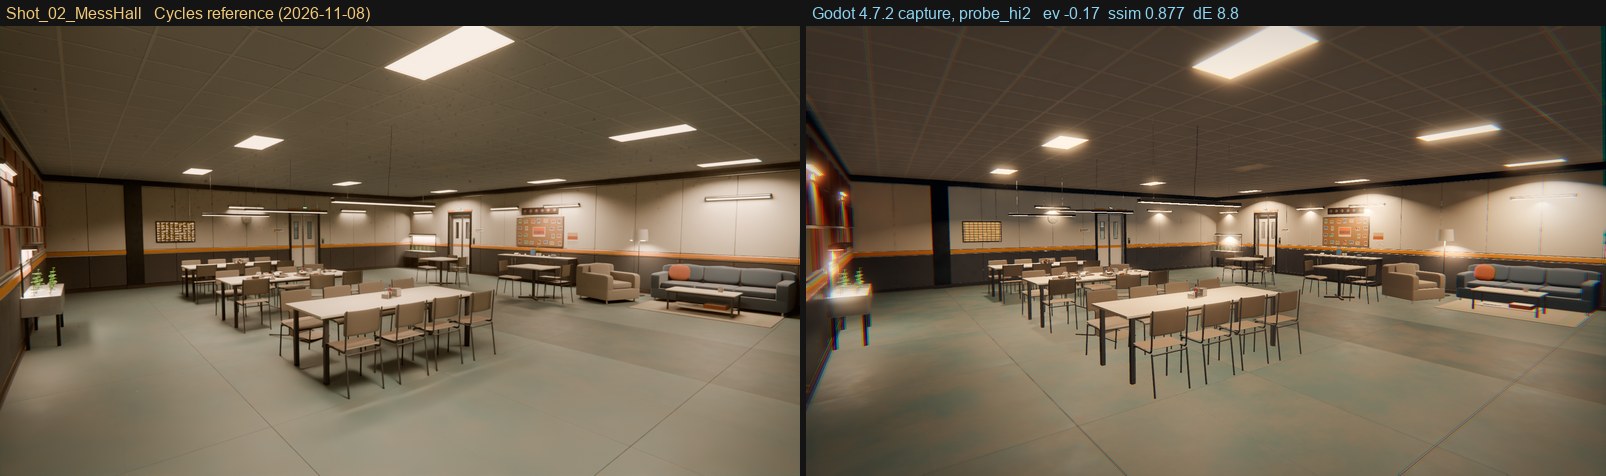 Shot_02_MessHall   Cycles reference (2026-11-08)
Godot 4.7.2 capture, probe_hi2   ev -0.17  ssim 0.877  dE 8.8